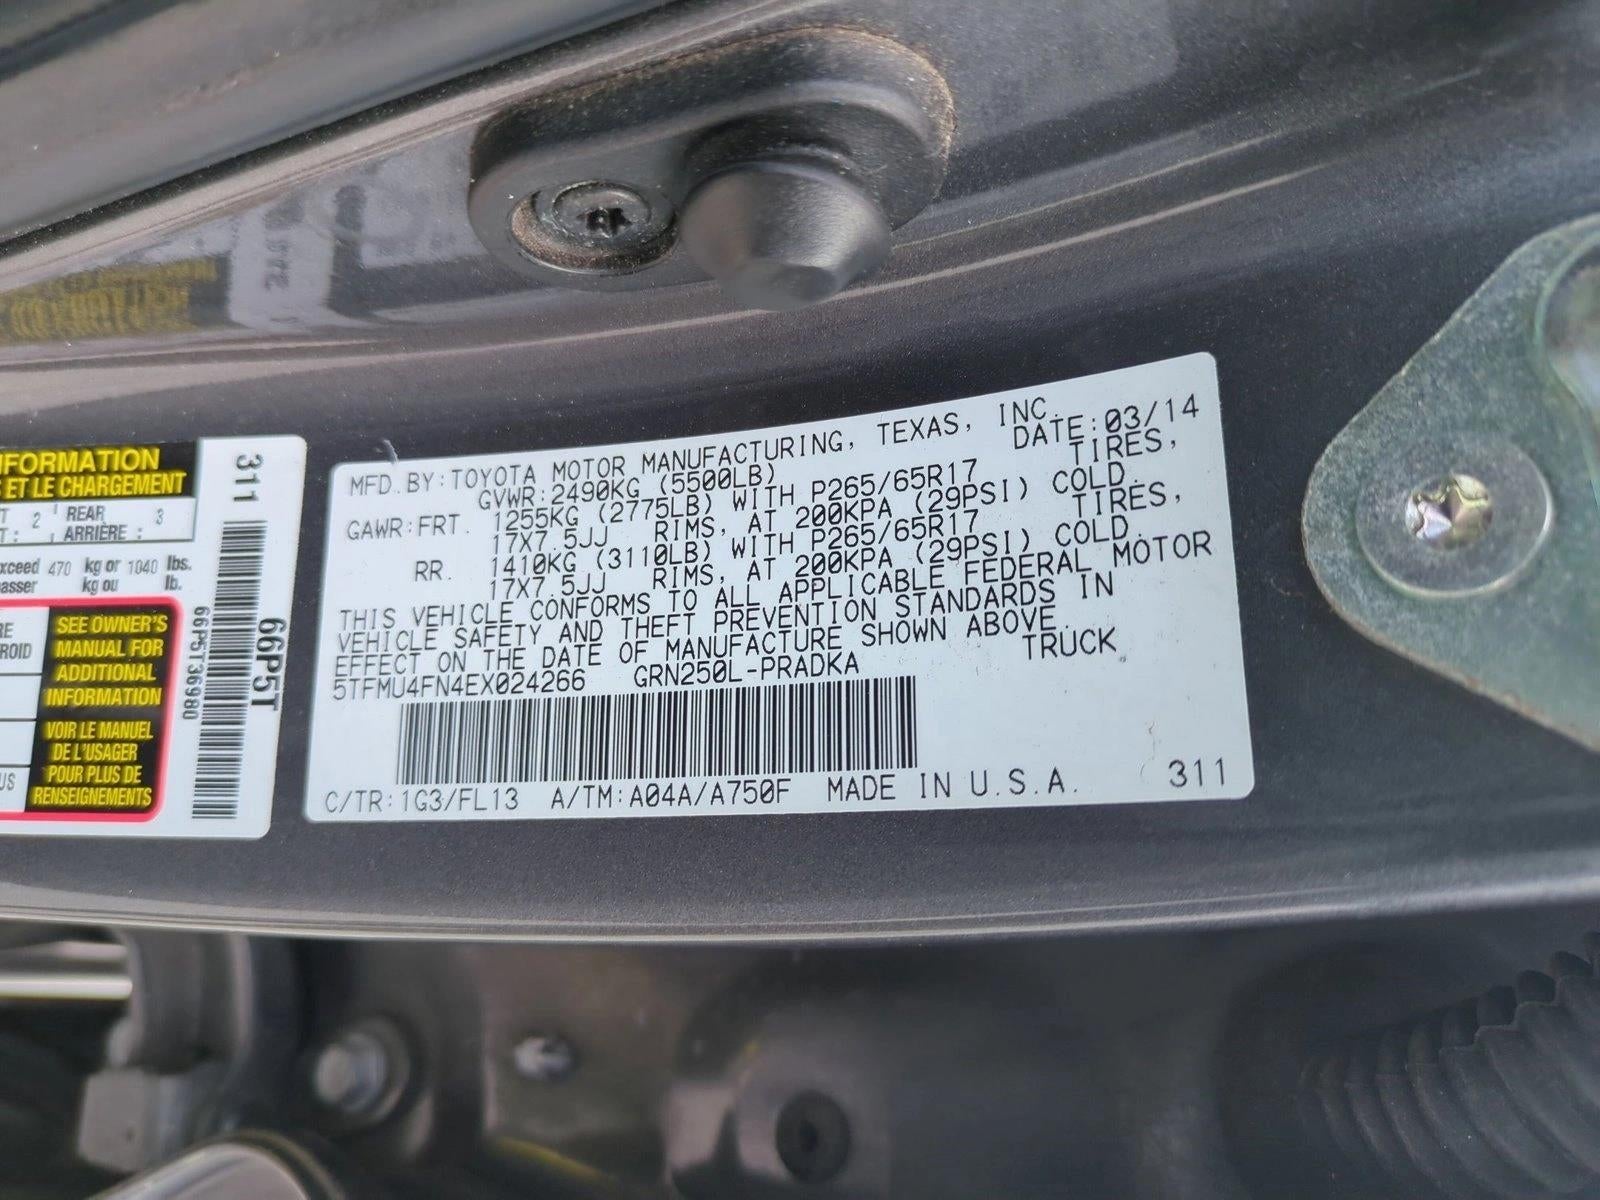 MFD.BY:TOYOTA MOTOR MANUFACTURING, TEXAS, INC.
GVWR:2490KG (5500LB) DATE:03/14
GAWR:FRT. 1255KG (2775LB) WITH P265/65R17 TIRES,
17X7.5JJ RIMS, AT 200KPA (29PSI) COLD.
RR. 1410KG (3110LB) WITH P265/65R17 TIRES,
17X7.5JJ RIMS, AT 200KPA (29PSI) COLD.
THIS VEHICLE CONFORMS TO ALL APPLICABLE FEDERAL MOTOR
VEHICLE SAFETY AND THEFT PREVENTION STANDARDS IN
EFFECT ON THE DATE OF MANUFACTURE SHOWN ABOVE.
5TFMU4FN4EX024266 GRN250L-PRADKA TRUCK
C/TR:1G3/FL13 A/TM:A04A/A750F MADE IN U.S.A. 311
NFORMATION
S ET LE CHARGEMENT
T : 2 REAR
ARRIÈRE : 3
xceed 470 kg or 1040 lbs.
asser kg ou lb.
SEE OWNER'S
MANUAL FOR
ADDITIONAL
INFORMATION
VOIR LE MANUEL
DE L'USAGER
POUR PLUS DE
RENSEIGNEMENTS
RE
ROID
US
311
66P5T36980
66P5T